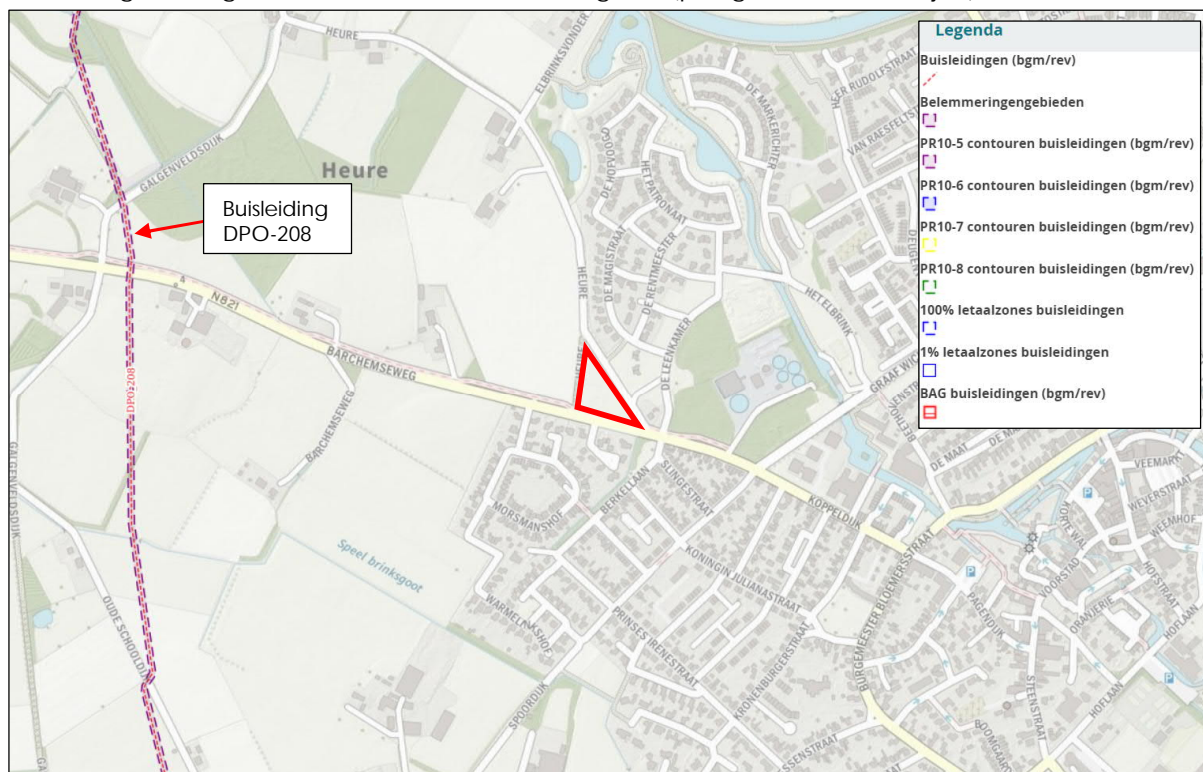 Legenda
Buisleidingen (bgm/rev)
Belemmeringengebieden
PR10-5 contouren buisleidingen (bgm/rev)
PR10-6 contouren buisleidingen (bgm/rev)
PR10-7 contouren buisleidingen (bgm/rev)
PR10-8 contouren buisleidingen (bgm/rev)
100% letaalzones buisleidingen
1% letaalzones buisleidingen
BAG buisleidingen (bgm/rev)
HEURE
ELBRINKSVONDER
HEER RUDOLFSTRAAT
DE MARKERICHTER
VAN RAESFELTSTRAAT
GALGENVELDSDIJK
Heure
DE HOFVOOGD
HET PATRONAAT
Buisleiding
DPO-208
DE MAGISTRAAT
DE RENTMEESTER
HEURE
HET ELBRINK
N821
DE LEENKAMER
BARCHEMSEWEG
HEURE
DPO-208
BARCHEMSEWEG
DE MAAT
VEEMARKT
WEVERSTRAAT
WEEMHOF
GALGENVELDSDIJK
BERKELLAAN
SLINGESTRAAT
KOPPELDIJK
MORSMANSHOF
KONINGIN JULIANASTRAAT
Speel brinksgoot
P
VOORSTAD
HOFSTRAAT
ORANJERIE
PAGENDIJK
BURGEMEESTER BLOEMERSSTRAAT
OUDE SCHOOLDIJK
WARMELINKSHOF
PRINSES IRENESTRAAT
SPOORDIJK
KRONENBURGERSTRAAT
STEENSTRAAT
HOFLAAN
P